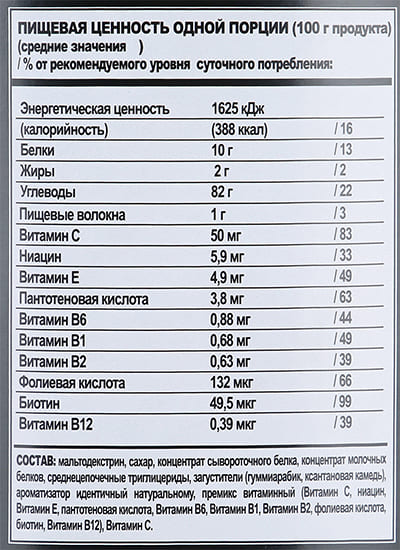 ПИЩЕВАЯ ЦЕННОСТЬ ОДНОЙ ПОРЦИИ (100 г продукта)
(средние значения )
/ % от рекомендуемого уровня суточного потребления:
Энергетическая ценность 1625 кДж
(калорийность) (388 ккал) / 16
Белки 10 г / 13
Жиры 2 г / 2
Углеводы 82 г / 22
Пищевые волокна 1 г / 3
Витамин С 50 мг / 83
Ниацин 5,9 мг / 33
Витамин Е 4,9 мг / 49
Пантотеновая кислота 3,8 мг / 63
Витамин В6 0,88 мг / 44
Витамин В1 0,68 мг / 49
Витамин В2 0,63 мг / 39
Фолиевая кислота 132 мкг / 66
Биотин 49,5 мкг / 99
Витамин В12 0,39 мкг / 39
СОСТАВ: мальтодекстрин, сахар, концентрат сывороточного белка, концентрат молочных
белков, среднецепочечные триглицериды, загустители (гуммиарабик, ксантановая камедь),
ароматизатор идентичный натуральному, премикс витаминный (Витамин С, ниацин,
Витамин Е, пантотеновая кислота, Витамин В6, Витамин В1, Витамин В2, фолиевая кислота,
биотин, Витамин В12), Витамин С.